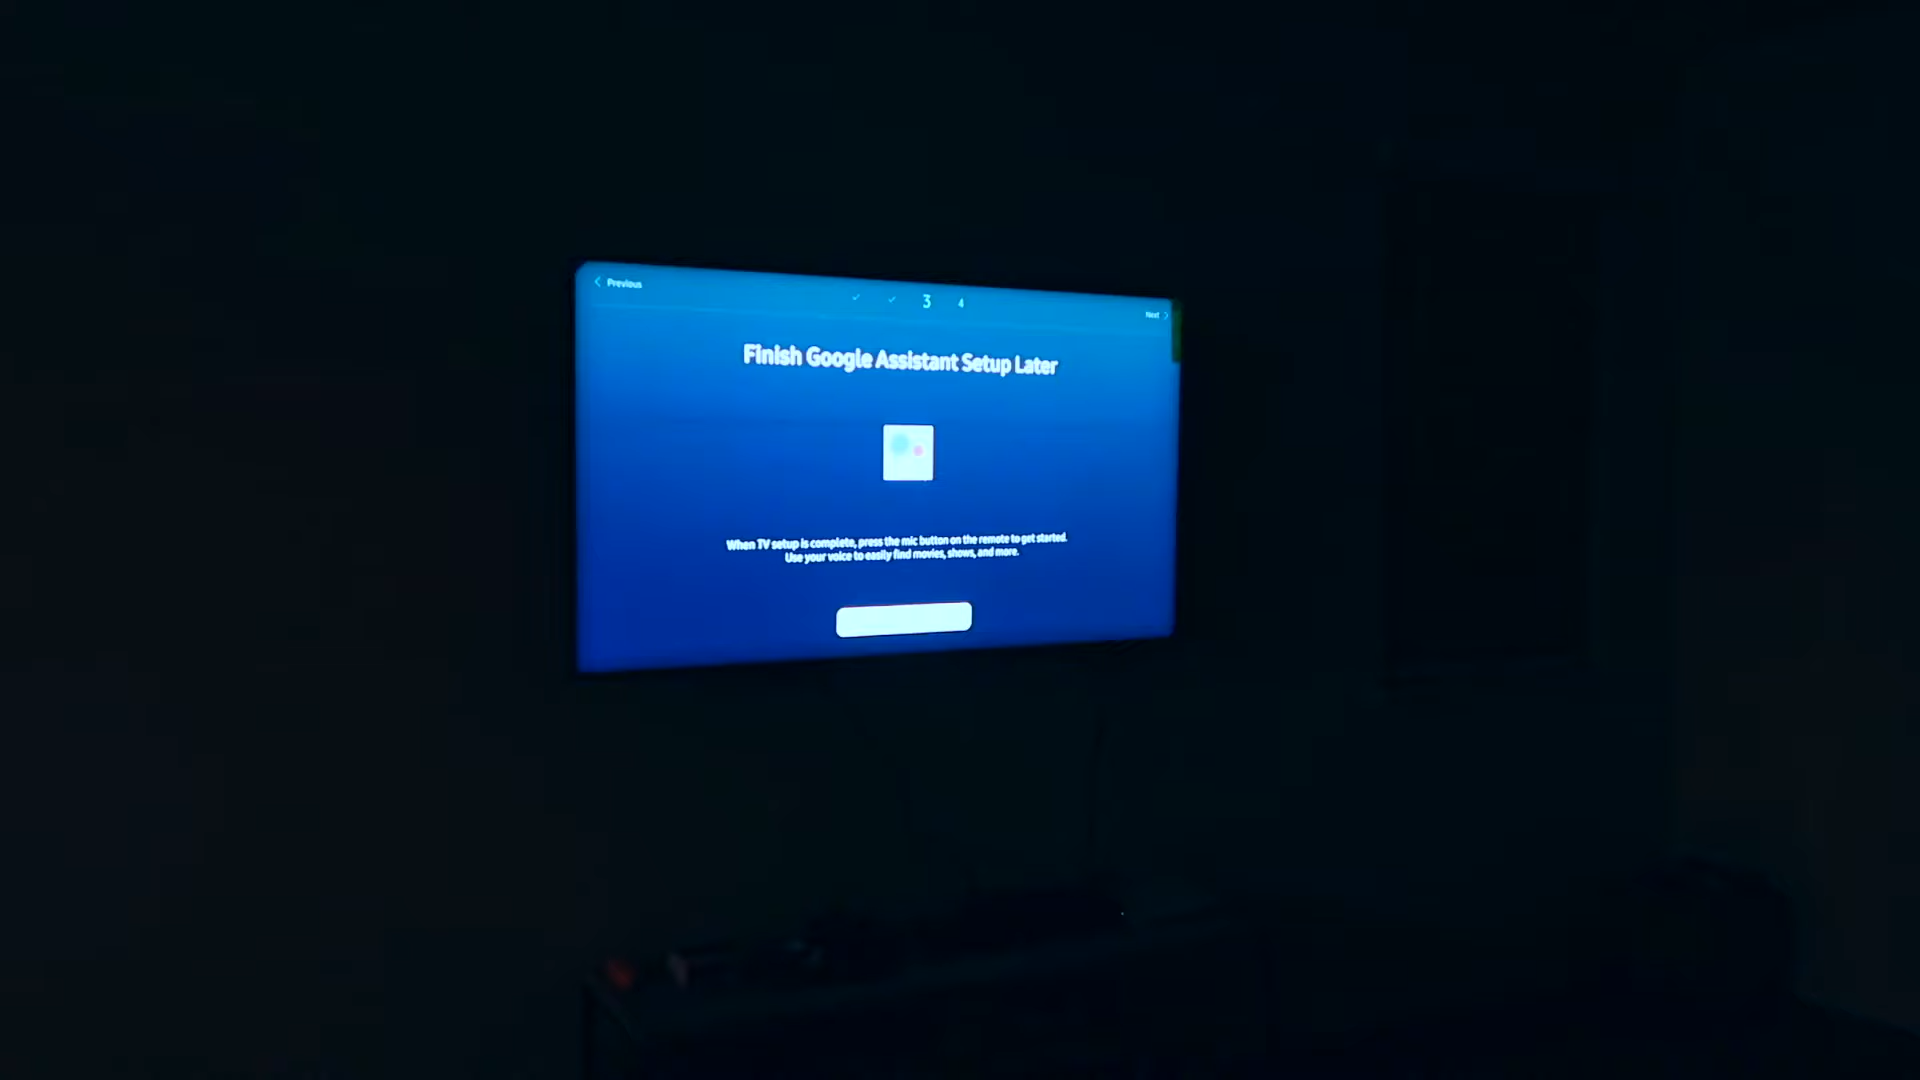 Previous
3 4
Next
Finish Google Assistant Setup Later
When TV setup is complete, press the mic button on the remote to get started.
Use your voice to easily find movies, shows, and more.